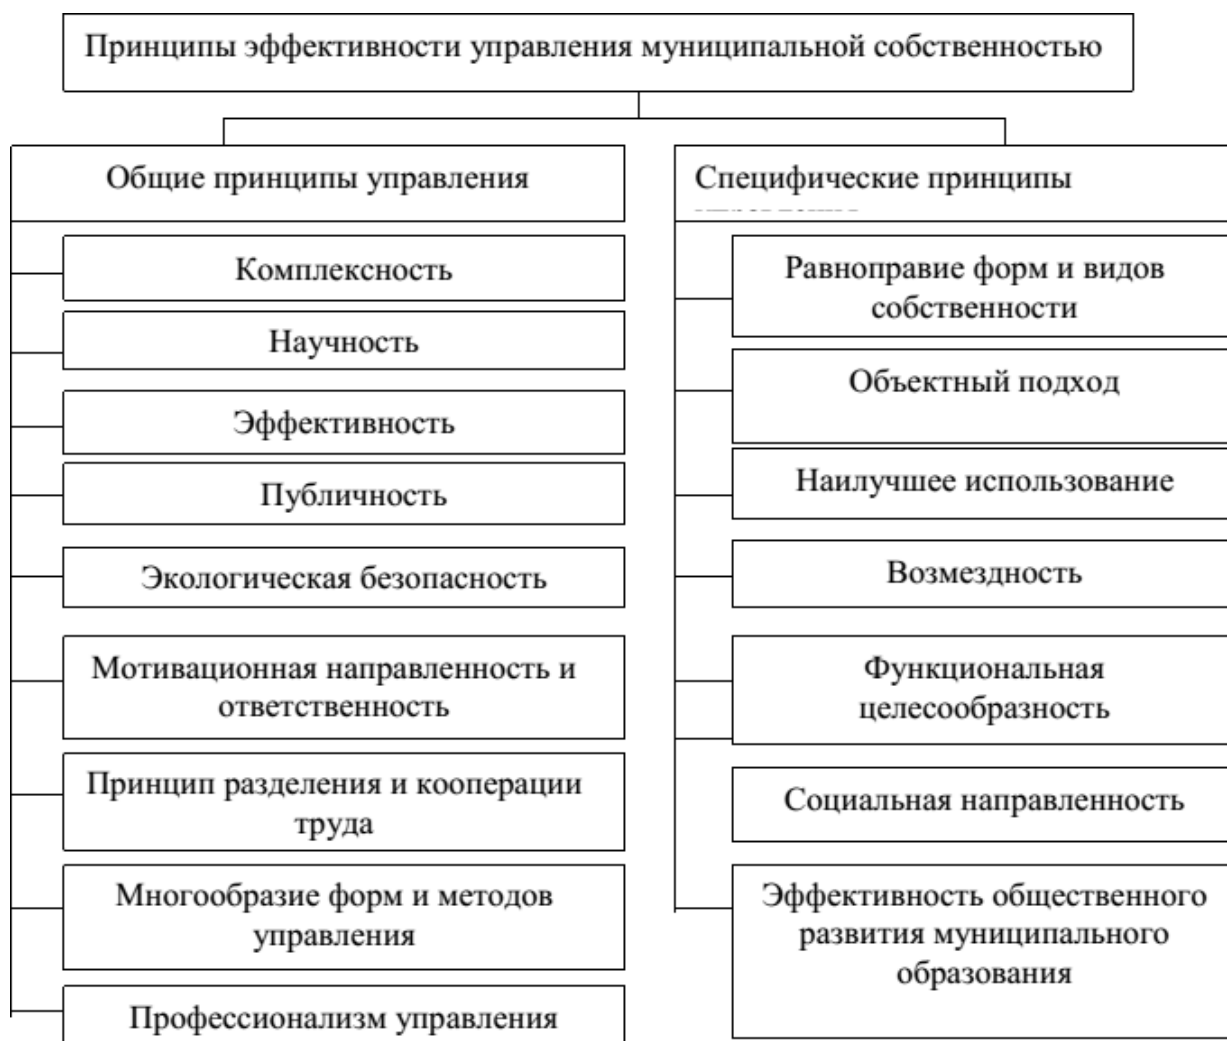 Принципы эффективности управления муниципальной собственностью
Общие принципы управления
Комплексность
Научность
Эффективность
Публичность
Экологическая безопасность
Мотивационная направленность и
ответственность
Принцип разделения и кооперации
труда
Многообразие форм и методов
управления
Профессионализм управления
Специфические принципы
Равноправие форм и видов
собственности
Объектный подход
Наилучшее использование
Возмездность
Функциональная
целесообразность
Социальная направленность
Эффективность общественного
развития муниципального
образования